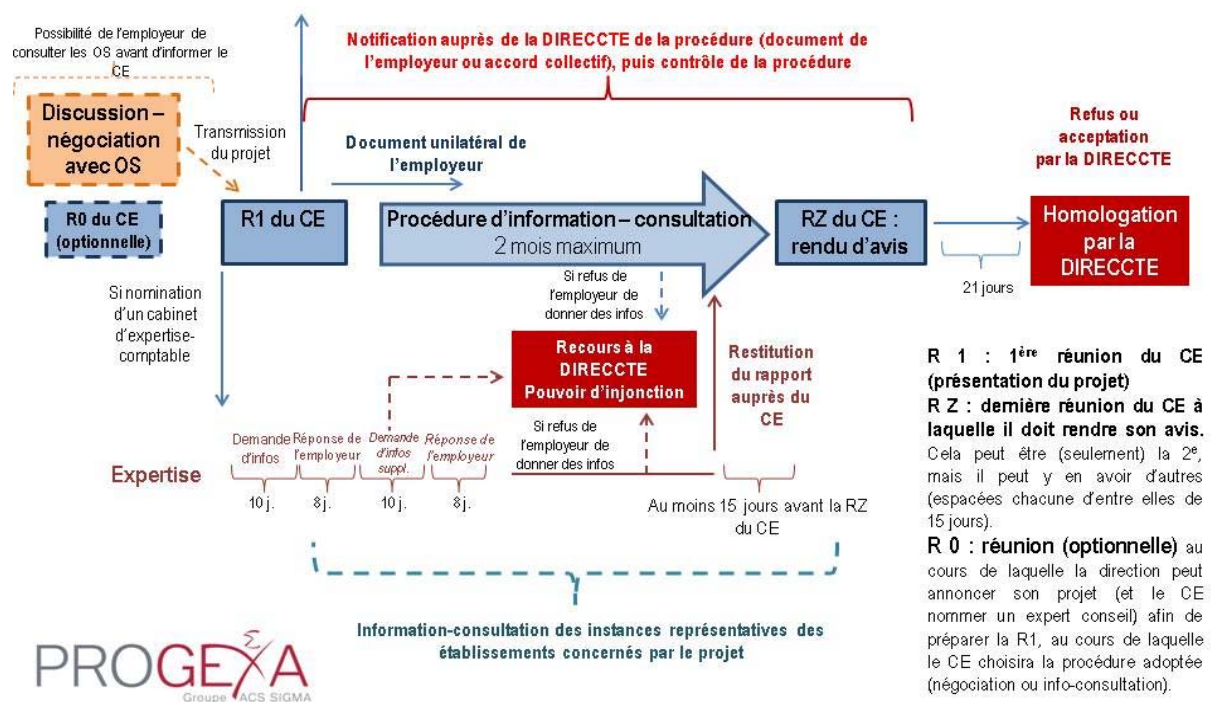 Possibilité de l'employeur de
consulter les OS avant d'informer le
CE
Discussion –
négociation
avec OS
Transmission
du projet
R0 du CE
(optionnelle)
R1 du CE
Notification auprès de la DIRECCTE de la procédure (document de
l'employeur ou accord collectif), puis contrôle de la procédure
Document unilatéral de
l'employeur
Procédure d'information – consultation
2 mois maximum
RZ du CE :
rendu d'avis
Refus ou
acceptation
par la DIRECCTE
Homologation
par la
DIRECCTE
21 jours
Si nomination
d'un cabinet
d'expertise-
comptable
Si refus de
l'employeur de
donner des infos
Recours à la
DIRECCTE
Pouvoir d'injonction
Restitution
du rapport
auprès du
CE
Si refus de
l'employeur de
donner des infos
Expertise
Demande
d'infos
Réponse de
l'employeur
Demande
d'infos
suppl.
Réponse de
l'employeur
10 j.
8 j.
10 j.
8 j.
Au moins 15 jours avant la RZ
du CE
Information-consultation des instances représentatives des
établissements concernés par le projet
R 1 : 1ère réunion du CE
(présentation du projet)
R Z : dernière réunion du CE à
laquelle il doit rendre son avis.
Cela peut être (seulement) la 2e,
mais il peut y en avoir d'autres
(espacées chacune d'entre elles de
15 jours).
R 0 : réunion (optionnelle) au
cours de laquelle la direction peut
annoncer son projet (et le CE
nommer un expert conseil) afin de
préparer la R1, au cours de laquelle
le CE choisira la procédure adoptée
(négociation ou info-consultation).
PROGEXA
Groupe ACS SIGMA